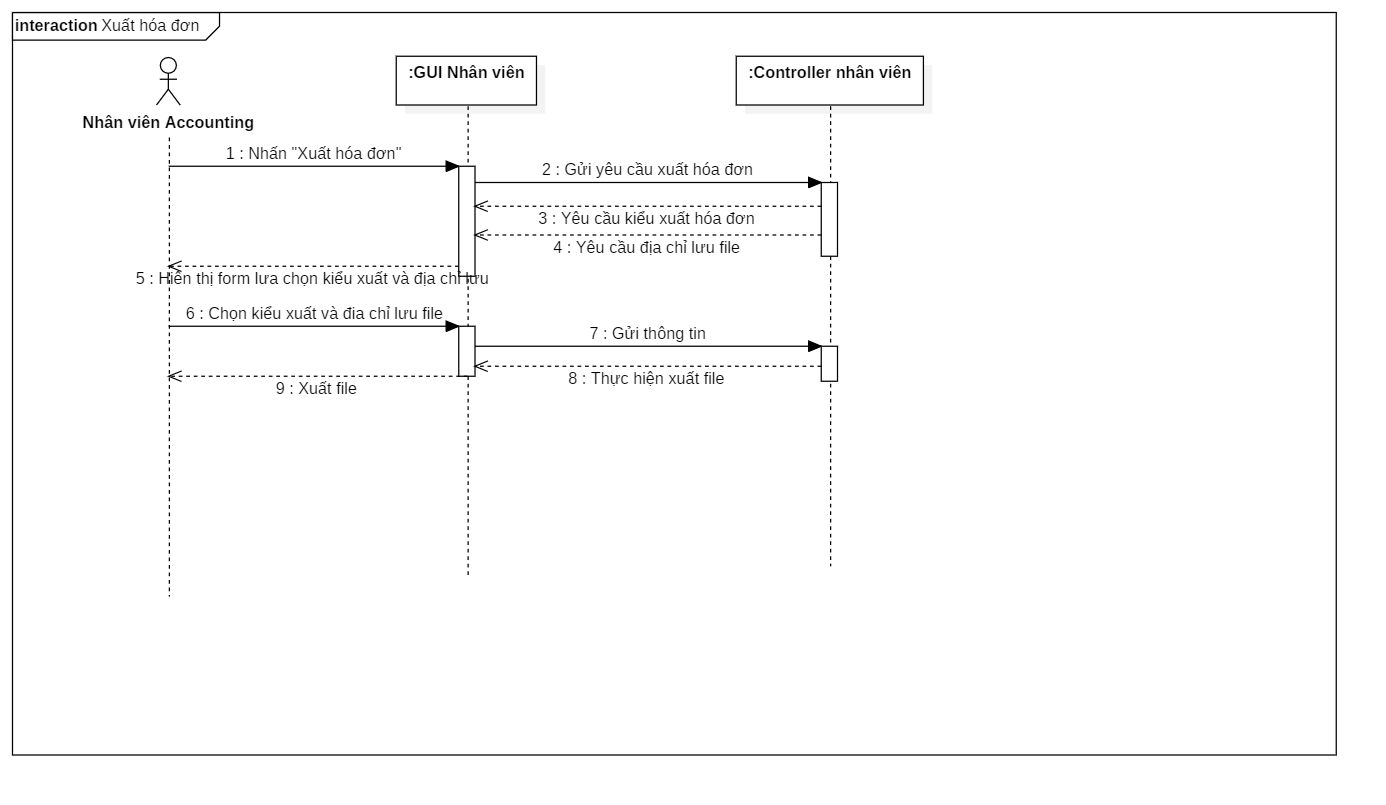 interaction Xuất hóa đơn
:GUI Nhân viên
:Controller nhân viên
Nhân viên Accounting
1 : Nhấn "Xuất hóa đơn"
2 : Gửi yêu cầu xuất hóa đơn
3 : Yêu cầu kiểu xuất hóa đơn
4 : Yêu cầu địa chỉ lưu file
5 : Hiển thị form lưa chọn kiểu xuất và địa chỉ lưu
6 : Chọn kiểu xuất và đia chỉ lưu file
7 : Gửi thông tin
8 : Thực hiện xuất file
9 : Xuất file